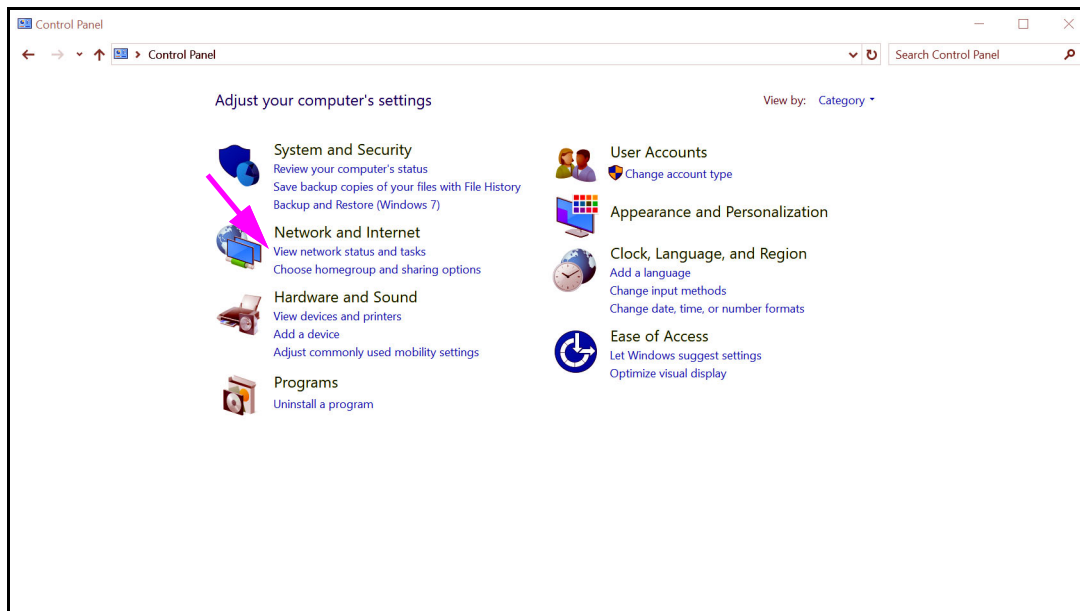 Control Panel
Control Panel
Search Control Panel
Adjust your computer's settings
View by: Category
System and Security
Review your computer's status
Save backup copies of your files with File History
Backup and Restore (Windows 7)
Network and Internet
View network status and tasks
Choose homegroup and sharing options
Hardware and Sound
View devices and printers
Add a device
Adjust commonly used mobility settings
Programs
Uninstall a program
User Accounts
Change account type
Appearance and Personalization
Clock, Language, and Region
Add a language
Change input methods
Change date, time, or number formats
Ease of Access
Let Windows suggest settings
Optimize visual display